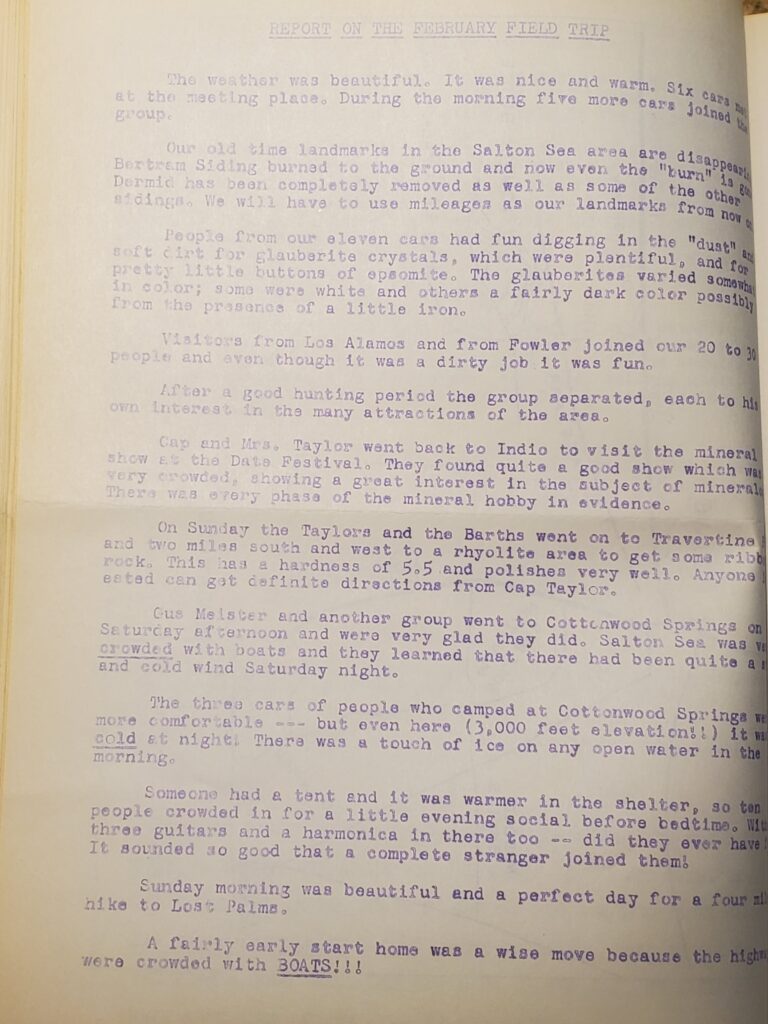 REPORT ON THE FEBRUARY FIELD TRIP
The weather was beautiful. It was nice and warm. Six cars met
at the meeting place. During the morning five more cars joined the
group.
Our old time landmarks in the Salton Sea area are disappearin
Bertram Siding burned to the ground and now even the "burn" is gon
Dermid has been completely removed as well as some of the other
sidings. We will have to use mileages as our landmarks from now on
People from our eleven cars had fun digging in the "dust" and
soft dirt for glauberite crystals, which were plentiful, and for
pretty little buttons of epsomite. The glauberites varied somewhat
in color; some were white and others a fairly dark color possibly
from the presence of a little iron.
Visitors from Los Alamos and from Fowler joined our 20 to 30
people and even though it was a dirty job it was fun.
After a good hunting period the group separated, each to his
own interest in the many attractions of the area.
Cap and Mrs. Taylor went back to Indio to visit the mineral
show at the Date Festival. They found quite a good show which was
very crowded, showing a great interest in the subject of mineralo
There was every phase of the mineral hobby in evidence.
On Sunday the Taylors and the Barths went on to Travertine
and two miles south and west to a rhyolite area to get some ribb
rock. This has a hardness of 5.5 and polishes very well. Anyone
ested can get definite directions from Cap Taylor.
Gus Meister and another group went to Cottonwood Springs on
Saturday afternoon and were very glad they did. Salton Sea was ve
crowded with boats and they learned that there had been quite a s
and cold wind Saturday night.
The three cars of people who camped at Cottonwood Springs we
more comfortable --- but even here (3,000 feet elevation!!) it wa
cold at night! There was a touch of ice on any open water in the
morning.
Someone had a tent and it was warmer in the shelter, so ten
people crowded in for a little evening social before bedtime. Wit
three guitars and a harmonica in there too -- did they ever have
It sounded so good that a complete stranger joined them!
Sunday morning was beautiful and a perfect day for a four mi
hike to Lost Palms.
A fairly early start home was a wise move because the highw
were crowded with BOATS!!!